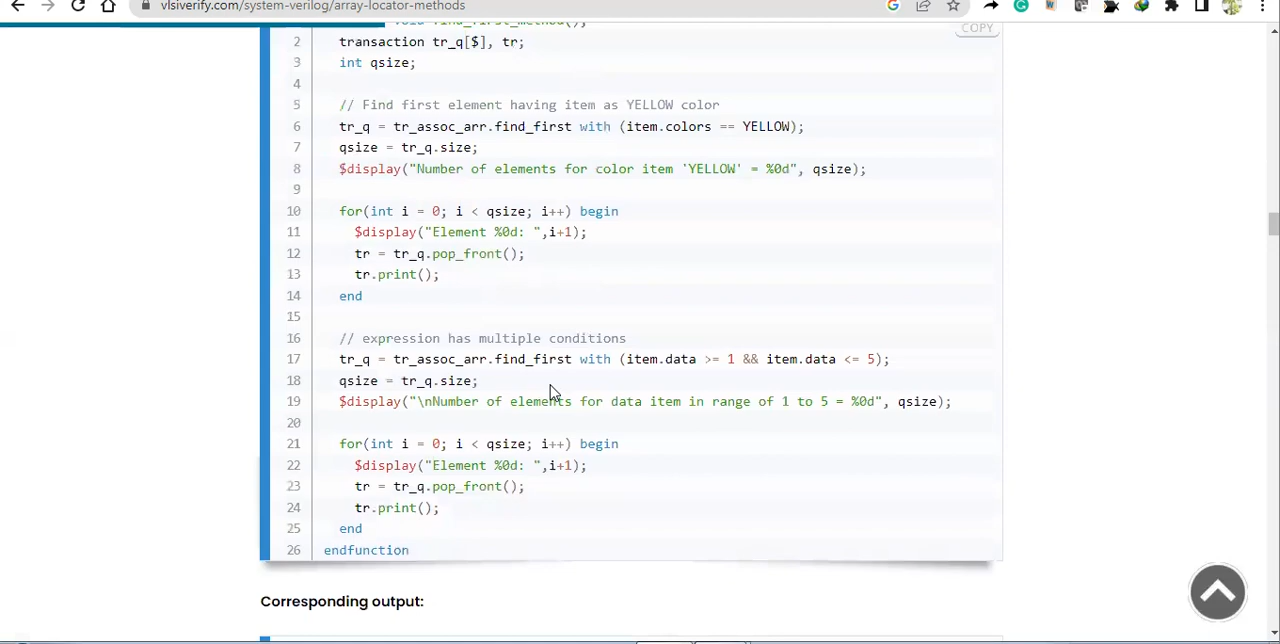 vlsiverify.com/system-verilog/array-locator-methods
void find_first_method();
COPY
2 transaction tr_q[$], tr;
3 int qsize;
4
5 // Find first element having item as YELLOW color
6 tr_q = tr_assoc_arr.find_first with (item.colors == YELLOW);
7 qsize = tr_q.size;
8 $display("Number of elements for color item 'YELLOW' = %0d", qsize);
9
10 for(int i = 0; i < qsize; i++) begin
11 $display("Element %0d: ",i+1);
12 tr = tr_q.pop_front();
13 tr.print();
14 end
15
16 // expression has multiple conditions
17 tr_q = tr_assoc_arr.find_first with (item.data >= 1 && item.data <= 5);
18 qsize = tr_q.size;
19 $display("\nNumber of elements for data item in range of 1 to 5 = %0d", qsize);
20
21 for(int i = 0; i < qsize; i++) begin
22 $display("Element %0d: ",i+1);
23 tr = tr_q.pop_front();
24 tr.print();
25 end
26 endfunction
Corresponding output: